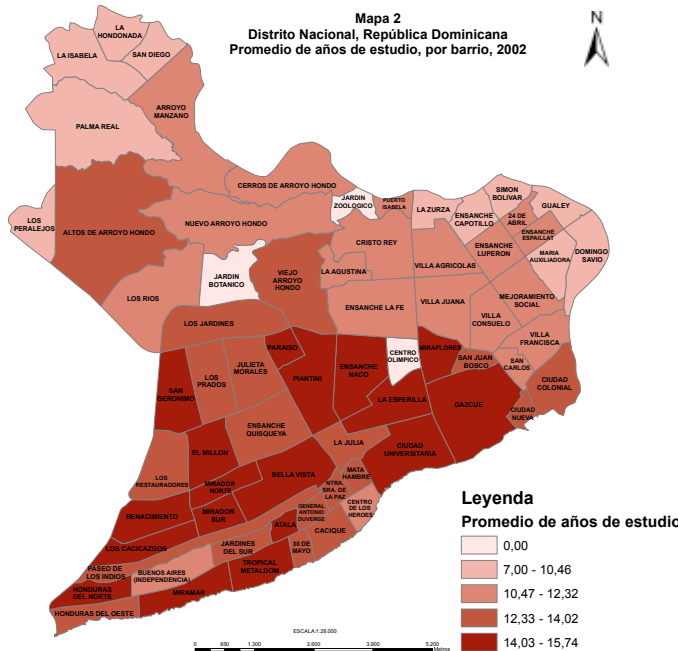 Mapa 2
Distrito Nacional, República Dominicana
Promedio de años de estudio, por barrio, 2002
N
LA
HONDONADA
LA ISABELA
SAN DIEGO
ARROYO
MANZANO
PALMA REAL
CERROS DE ARROYO HONDO
JARDIN
ZOOLOGICO
PUERTO
ISABELA
LA ZURZA
ENSANCHE
CAPOTILLO
SIMON
BOLIVAR
24 DE
ABRIL
GUALEY
LOS
PERALEJOS
ALTOS DE ARROYO HONDO
NUEVO ARROYO HONDO
CRISTO REY
ENSANCHE
LUPERON
ENSANCHE
ESPAILLAT
MARIA
AUXILIADORA
DOMINGO
SAVIO
JARDIN
BOTANICO
VIEJO
ARROYO
HONDO
LA AGUSTINA
VILLA AGRICOLAS
LOS RIOS
ENSANCHE LA FE
VILLA JUANA
MEJORAMIENTO
SOCIAL
VILLA
CONSUELO
LOS JARDINES
VILLA
FRANCISCA
PARAISO
CENTRO
OLIMPICO
MIRAFLORES
SAN JUAN
BOSCO
SAN
CARLOS
CIUDAD
COLONIAL
SAN
GERONIMO
LOS
PRADOS
JULIETA
MORALES
PIANTINI
ENSANCHE
NACO
LA ESPERILLA
GAZCUE
CIUDAD
NUEVA
ENSANCHE
QUISQUEYA
LA JULIA
CIUDAD
UNIVERSITARIA
EL MILLON
LOS
RESTAURADORES
MIRADOR
NORTE
BELLA VISTA
MATA
HAMBRE
NTRA.
SRA. DE
LA PAZ
CENTRO
DE LOS
HEROES
RENACIMIENTO
MIRADOR
SUR
GENERAL
ANTONIO
DUVERGE
ATALA
CACIQUE
LOS CACICAZGOS
JARDINES
DEL SUR
30 DE
MAYO
PASEO DE
LOS INDIOS
BUENOS AIRES
(INDEPENDENCIA)
TROPICAL
METALDOM
HONDURAS
DEL NORTE
MIRAMAR
HONDURAS DEL OESTE
Leyenda
Promedio de años de estudio
0,00
7,00 - 10,46
10,47 - 12,32
12,33 - 14,02
14,03 - 15,74
ESCALA:1:28.000
0 650 1.300 2.600 3.900 5.200
Metros